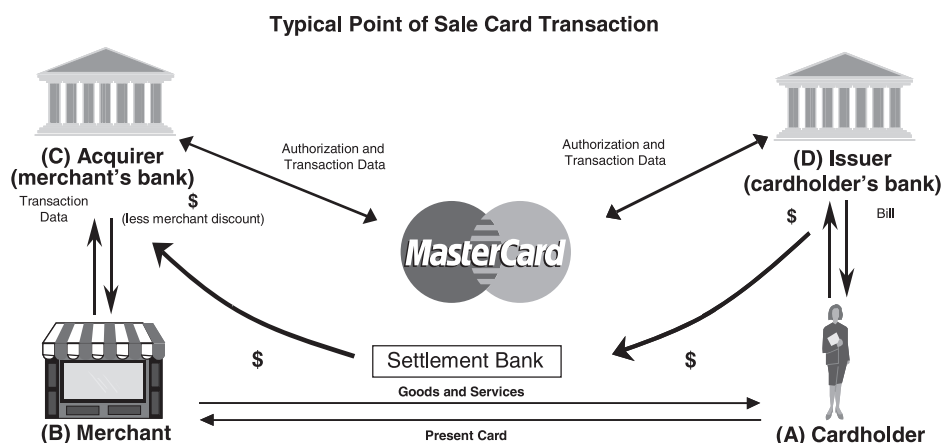 Typical Point of Sale Card Transaction
(C) Acquirer
(merchant's bank)
Transaction
Data
$
(less merchant discount)
Authorization and
Transaction Data
Authorization and
Transaction Data
(D) Issuer
(cardholder's bank)
$
Bill
MasterCard
$
Settlement Bank
$
Goods and Services
Present Card
(B) Merchant
(A) Cardholder